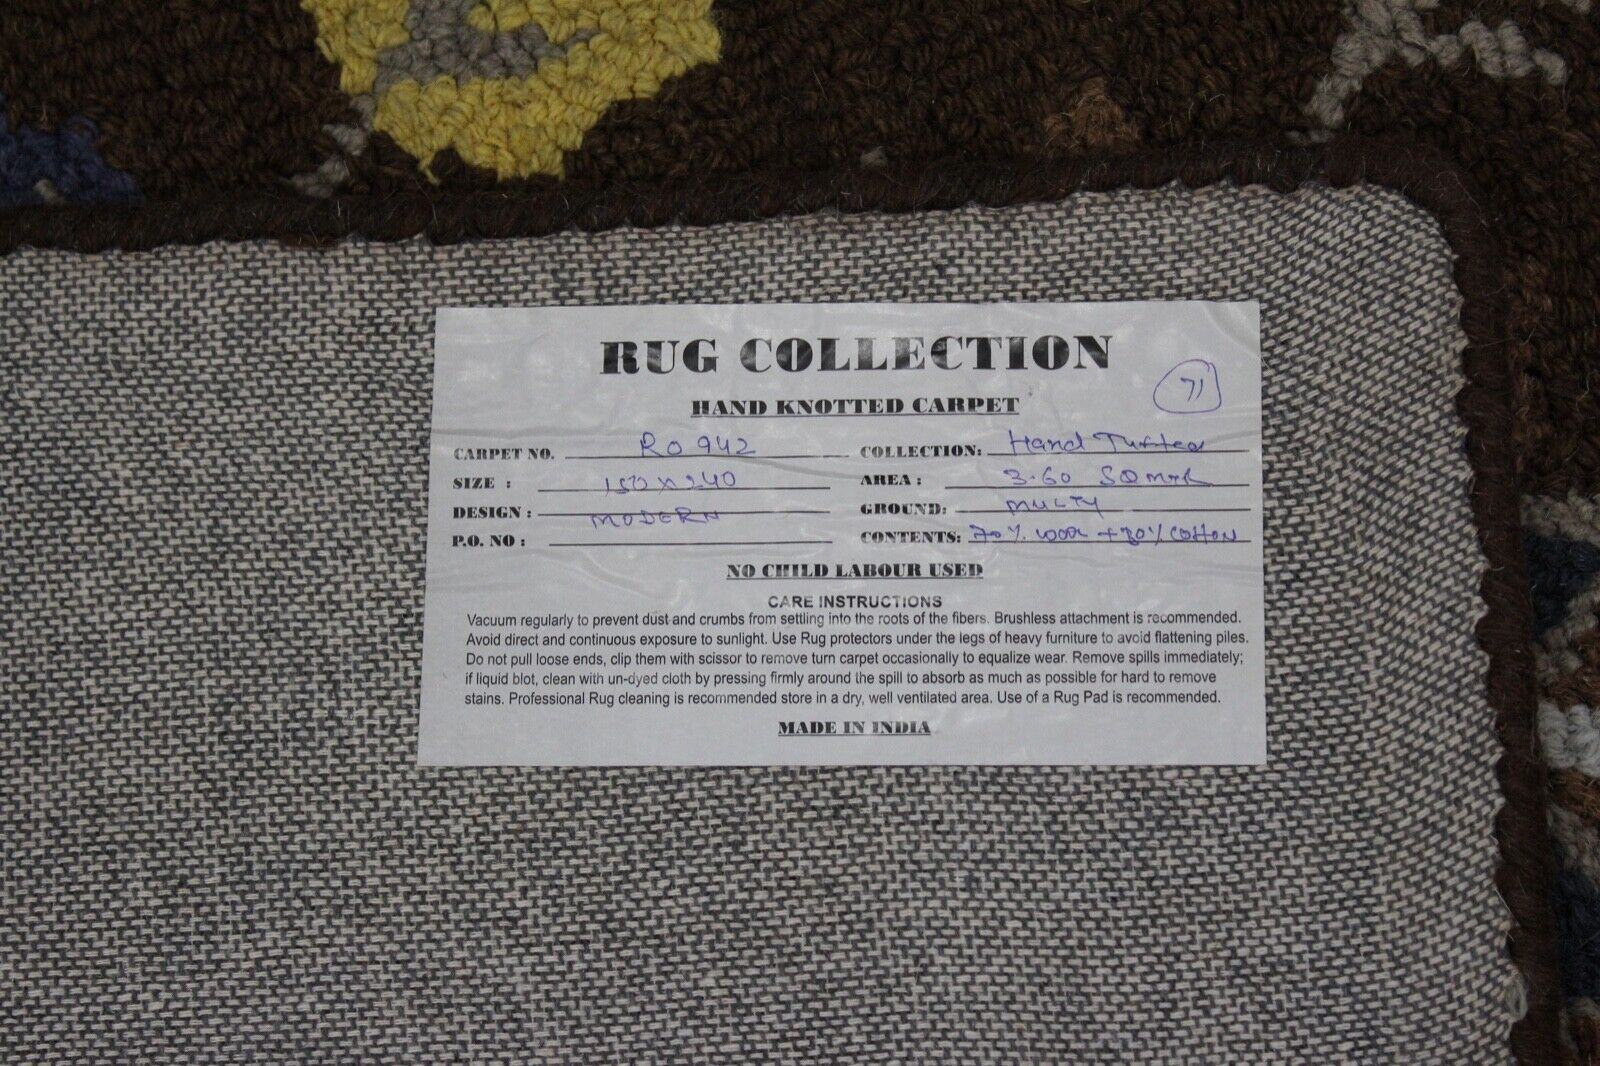 RUG COLLECTION
71
HAND KNOTTED CARPET
CARPET NO. RO942 COLLECTION: Hand Tufted
SIZE : 150 x 240 AREA : 3.60 SQ MTR
DESIGN : MODERN GROUND: MULTY
P.O. NO : CONTENTS: 70% wool + 30% cotton
NO CHILD LABOUR USED
CARE INSTRUCTIONS
Vacuum regularly to prevent dust and crumbs from settling into the roots of the fibers. Brushless attachment is recommended.
Avoid direct and continuous exposure to sunlight. Use Rug protectors under the legs of heavy furniture to avoid flattening piles.
Do not pull loose ends, clip them with scissor to remove turn carpet occasionally to equalize wear. Remove spills immediately;
if liquid blot, clean with un-dyed cloth by pressing firmly around the spill to absorb as much as possible for hard to remove
stains. Professional Rug cleaning is recommended store in a dry, well ventilated area. Use of a Rug Pad is recommended.
MADE IN INDIA